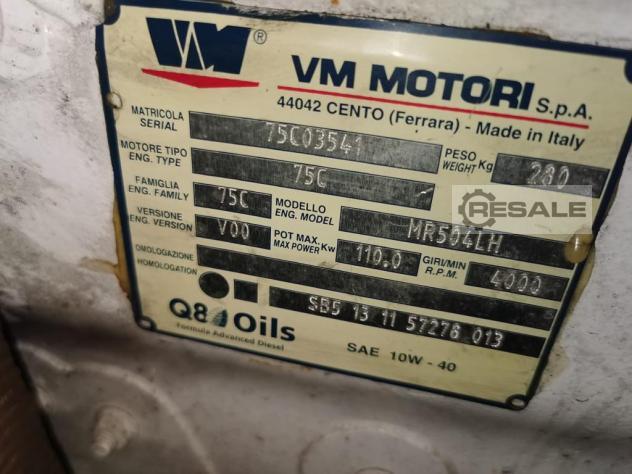 VM ®
VM MOTORI S.p.A.
44042 CENTO (Ferrara) - Made in Italy
MATRICOLA SERIAL 75C03541 PESO WEIGHT Kg 280
MOTORE TIPO ENG. TYPE 75C
FAMIGLIA ENG. FAMILY 75C MODELLO ENG. MODEL MR504LH
VERSIONE ENG. VERSION V00 POT MAX. MAX POWER Kw 110.0 GIRI/MIN R.P.M. 4000
OMOLOGAZIONE HOMOLOGATION
SB5 13 11 57278 013
Q8 Oils
Formula Advanced Diesel
SAE 10W - 40
RESALE